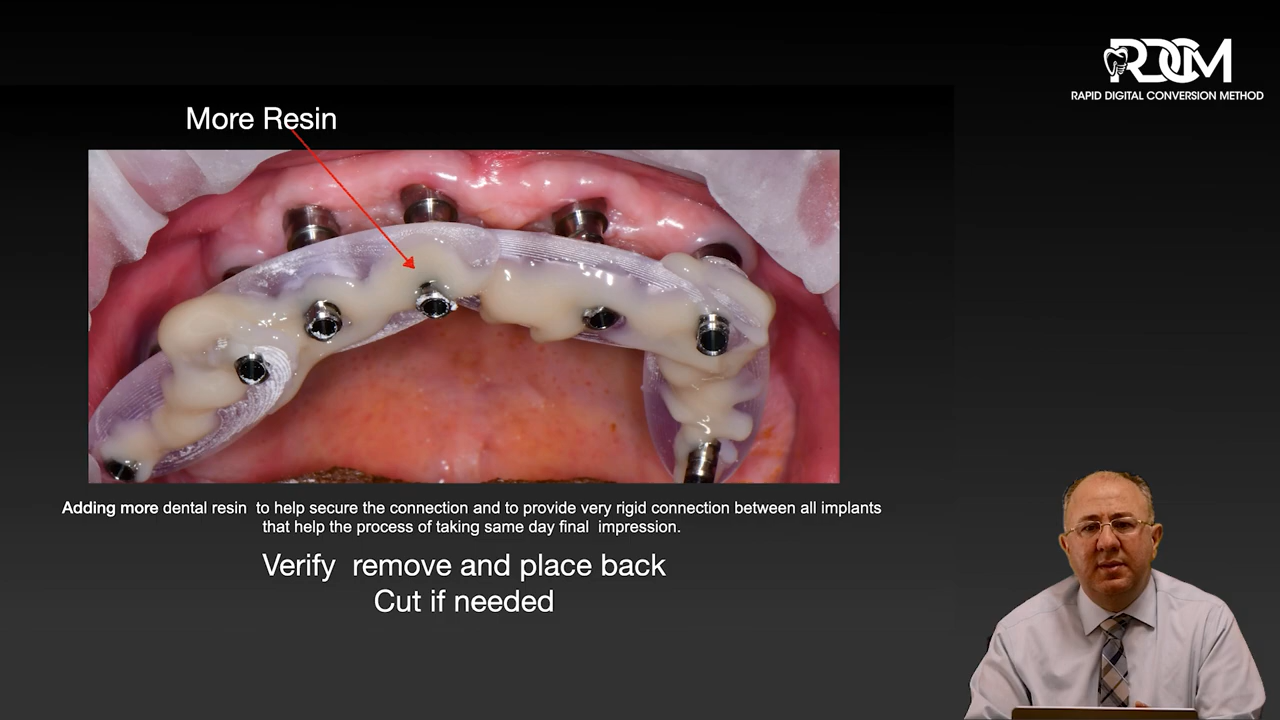 RDCM
RAPID DIGITAL CONVERSION METHOD
More Resin
Adding more dental resin  to help secure the connection and to provide very rigid connection between all implants
that help the process of taking same day final  impression.
Verify  remove and place back
Cut if needed